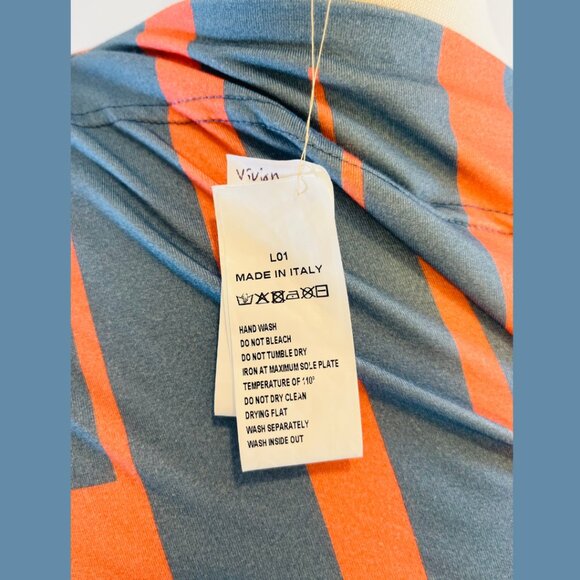 Vivian
L01
MADE IN ITALY
HAND WASH
DO NOT BLEACH
DO NOT TUMBLE DRY
IRON AT MAXIMUM SOLE PLATE
TEMPERATURE OF 110°
DO NOT DRY CLEAN
DRYING FLAT
WASH SEPARATELY
WASH INSIDE OUT